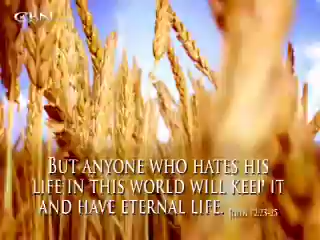 CBN
BUT ANYONE WHO HATES HIS
LIFE IN THIS WORLD WILL KEEP IT
AND HAVE ETERNAL LIFE. JOHN 12:23-25